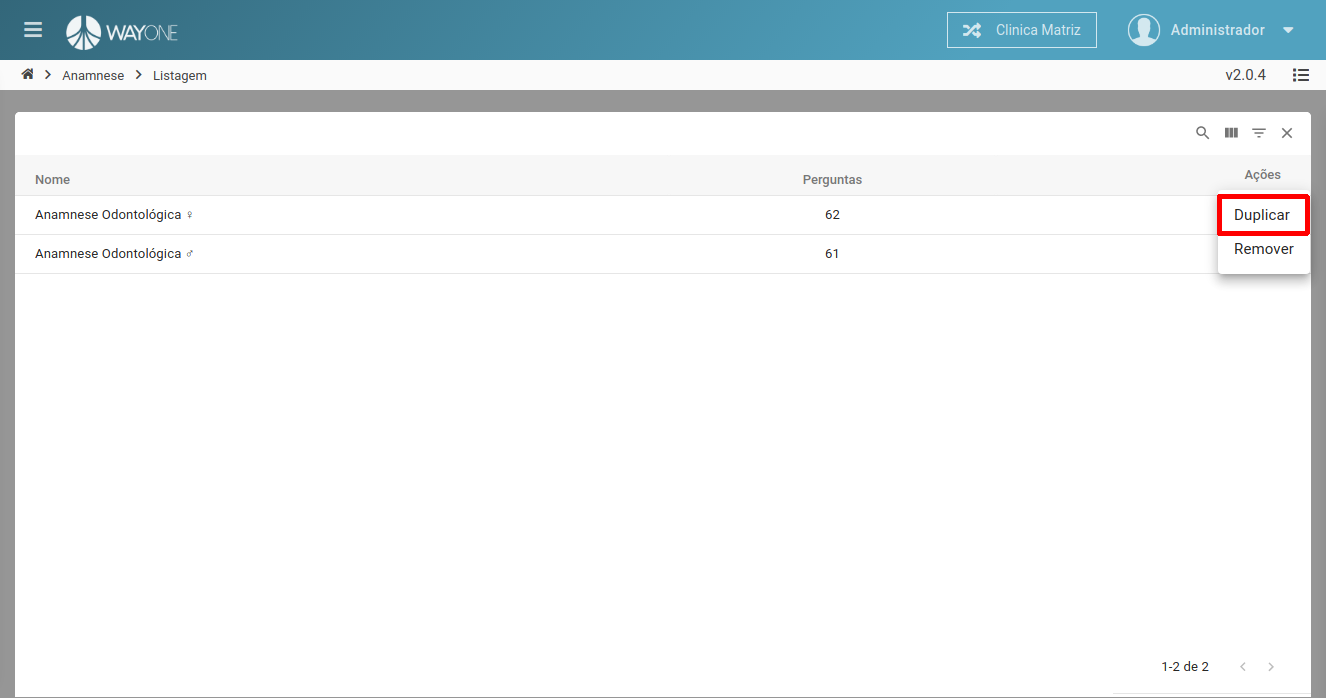 WAYONE
Clinica Matriz
Administrador
Anamnese
Listagem
v2.0.4
Nome
Perguntas
Ações
Anamnese Odontológica ♀
62
Duplicar
Anamnese Odontológica ♂
61
Remover
1-2 de 2